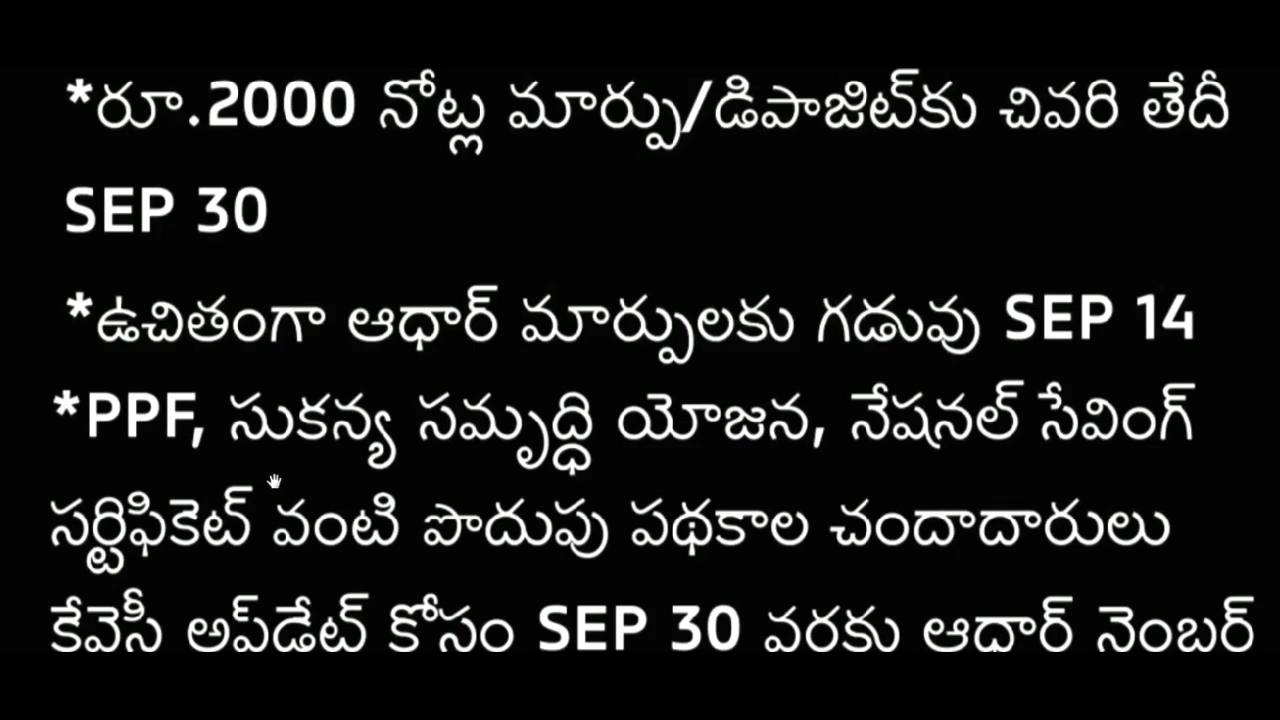 *రూ.2000 నోట్ల మార్పు/డిపాజిట్‌కు చివరి తేదీ
SEP 30
*ఉచితంగా ఆధార్ మార్పులకు గడువు SEP 14
*PPF, సుకన్య సమృద్ధి యోజన, నేషనల్ సేవింగ్
సర్టిఫికెట్ వంటి పొదుపు పథకాల చందాదారులు
కేవైసీ అప్‌డేట్ కోసం SEP 30 వరకు ఆధార్ నెంబర్